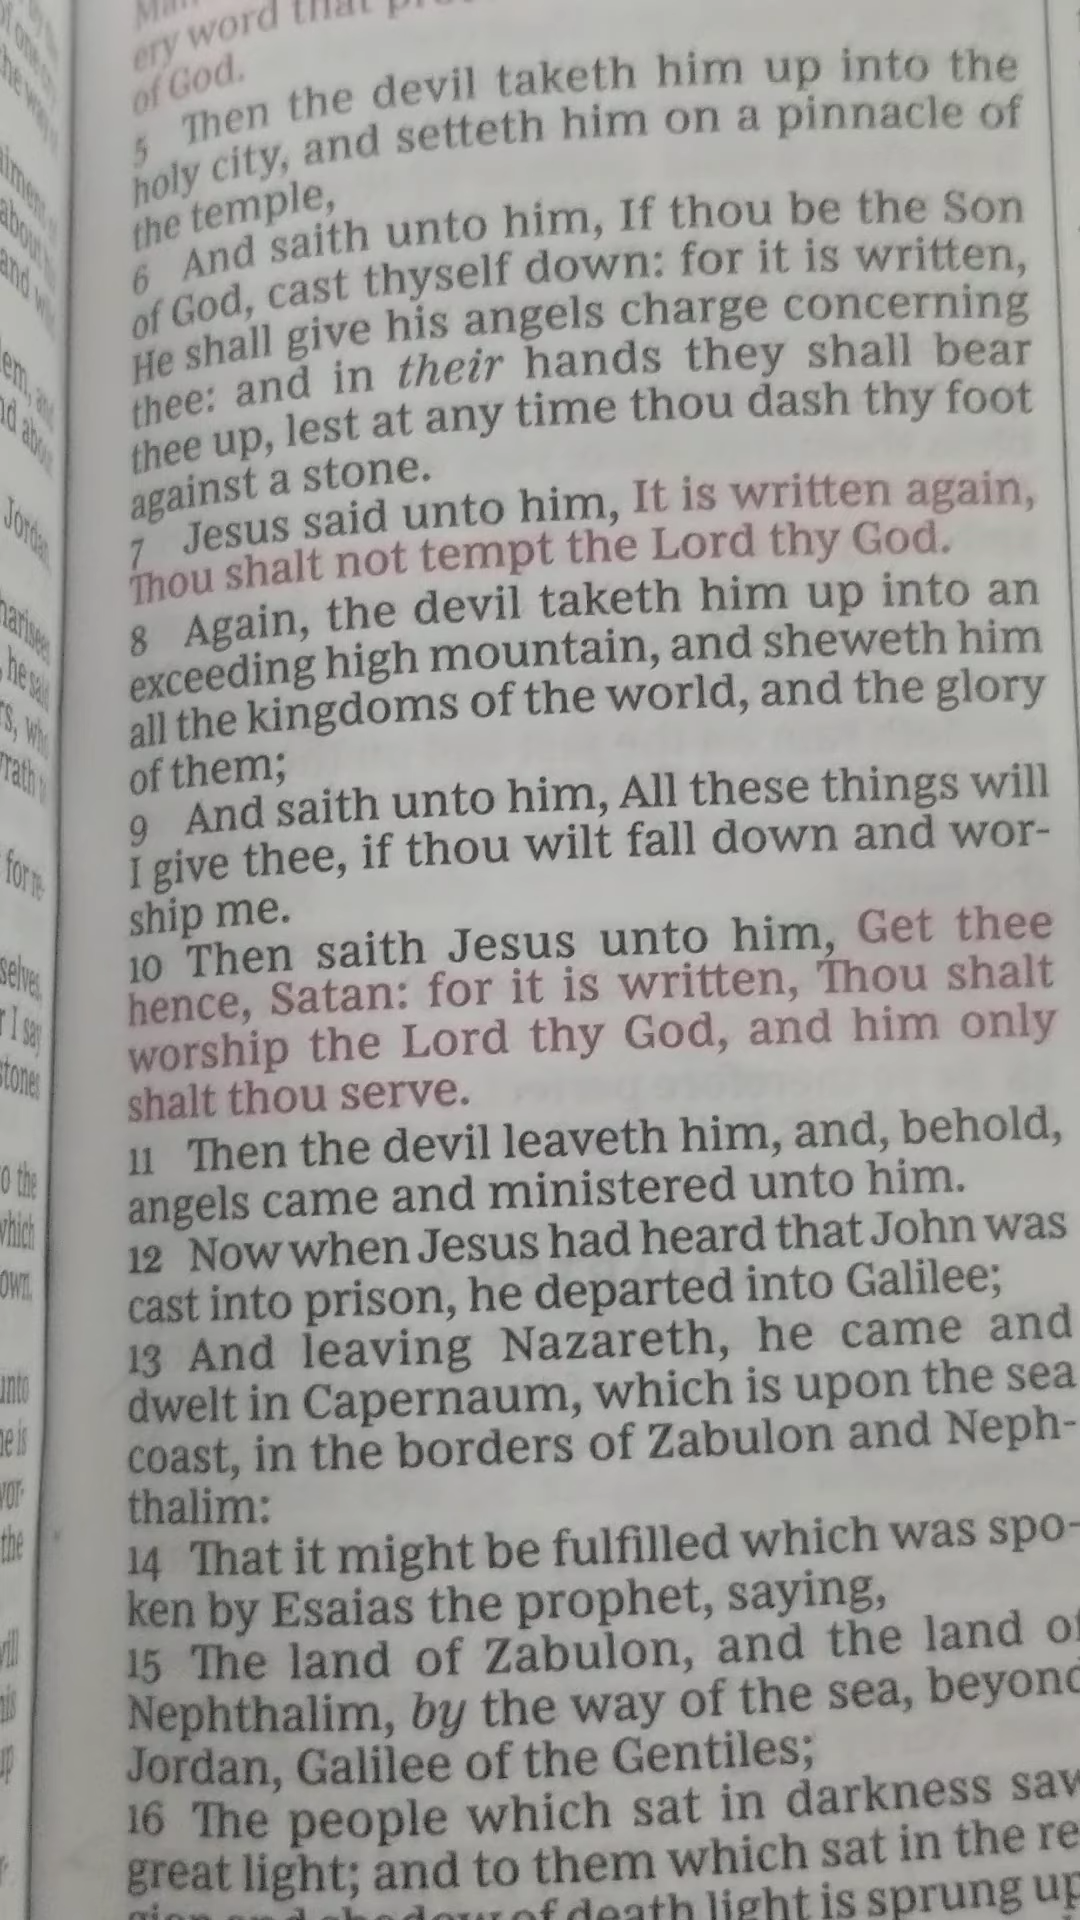 ery word that
of God.
5 Then the devil taketh him up into the
holy city, and setteth him on a pinnacle of
the temple,
6 And saith unto him, If thou be the Son
of God, cast thyself down: for it is written,
He shall give his angels charge concerning
thee: and in their hands they shall bear
thee up, lest at any time thou dash thy foot
against a stone.
7 Jesus said unto him, It is written again,
Thou shalt not tempt the Lord thy God.
8 Again, the devil taketh him up into an
exceeding high mountain, and sheweth him
all the kingdoms of the world, and the glory
of them;
9 And saith unto him, All these things will
I give thee, if thou wilt fall down and wor-
ship me.
10 Then saith Jesus unto him, Get thee
hence, Satan: for it is written, Thou shalt
worship the Lord thy God, and him only
shalt thou serve.
11 Then the devil leaveth him, and, behold,
angels came and ministered unto him.
12 Now when Jesus had heard that John was
cast into prison, he departed into Galilee;
13 And leaving Nazareth, he came and
dwelt in Capernaum, which is upon the sea
coast, in the borders of Zabulon and Neph-
thalim:
14 That it might be fulfilled which was spo-
ken by Esaias the prophet, saying,
15 The land of Zabulon, and the land of
Nephthalim, by the way of the sea, beyond
Jordan, Galilee of the Gentiles;
16 The people which sat in darkness saw
great light; and to them which sat in the re
gion and shadow of death light is sprung up